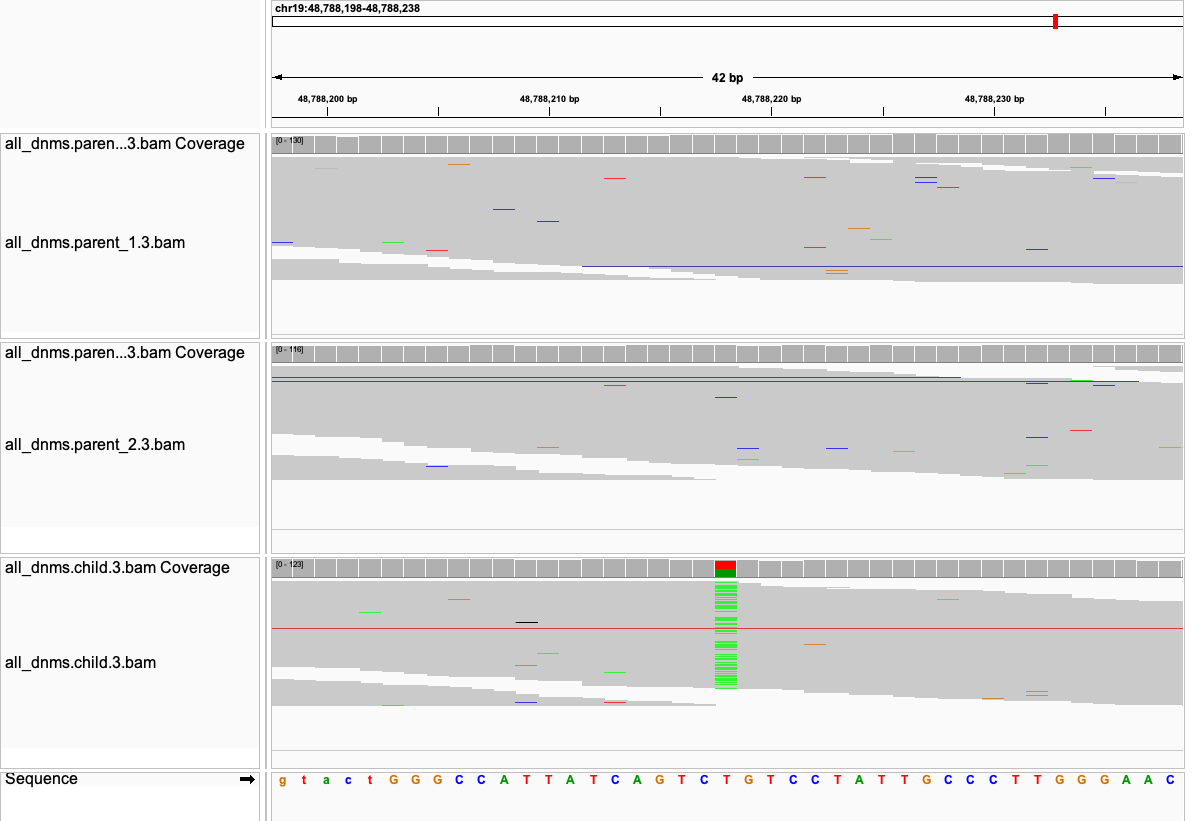 chr19:48,788,198-48,788,238
42 bp
48,788,200 bp 48,788,210 bp 48,788,220 bp 48,788,230 bp
all_dnms.paren...3.bam Coverage [0 - 130]
all_dnms.parent_1.3.bam
all_dnms.paren...3.bam Coverage [0 - 116]
all_dnms.parent_2.3.bam
all_dnms.child.3.bam Coverage [0 - 123]
all_dnms.child.3.bam
Sequence g t a c t G G G C C A T T A T C A G T C T G T C C T A T T G C C C T T G G G A A C